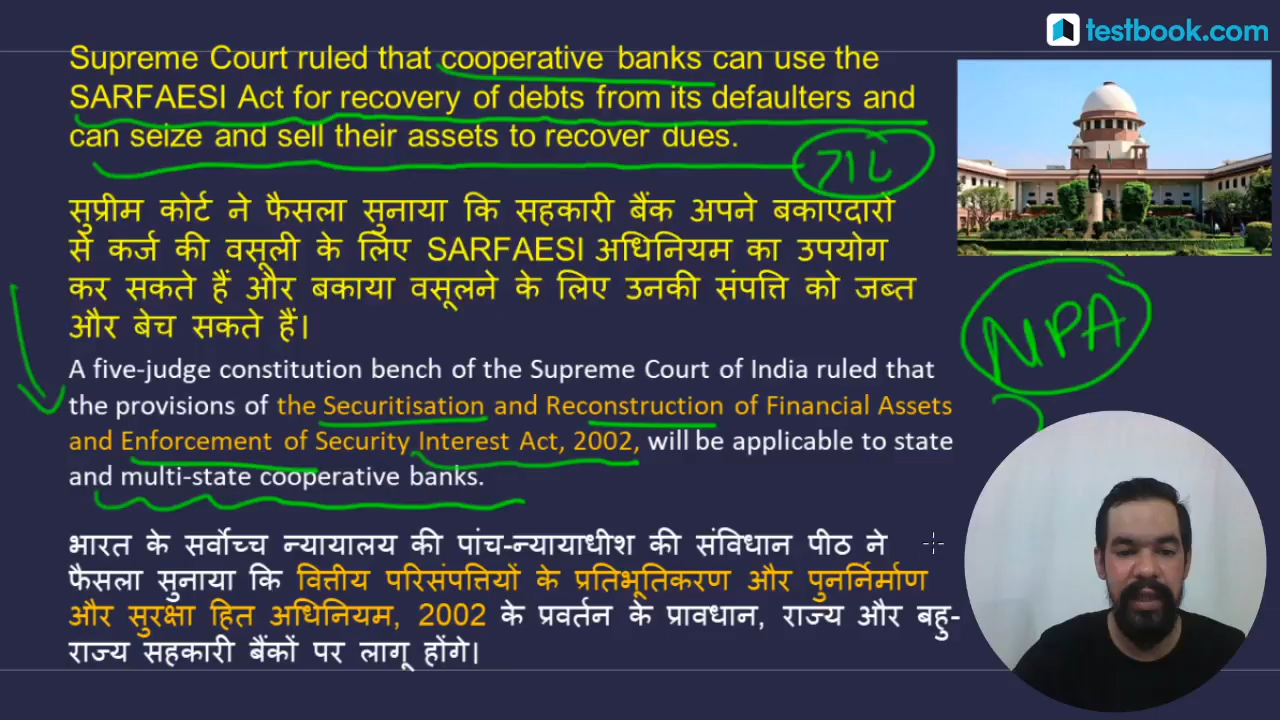 testbook.com
Supreme Court ruled that cooperative banks can use the
SARFAESI Act for recovery of debts from its defaulters and
can seize and sell their assets to recover dues.
सुप्रीम कोर्ट ने फैसला सुनाया कि सहकारी बैंक अपने बकाएदारों
से कर्ज की वसूली के लिए SARFAESI अधिनियम का उपयोग
कर सकते हैं और बकाया वसूलने के लिए उनकी संपत्ति को जब्त
और बेच सकते हैं।
NPA
A five-judge constitution bench of the Supreme Court of India ruled that
the provisions of the Securitisation and Reconstruction of Financial Assets
and Enforcement of Security Interest Act, 2002, will be applicable to state
and multi-state cooperative banks.
भारत के सर्वोच्च न्यायालय की पांच-न्यायाधीश की संविधान पीठ ने
फैसला सुनाया कि वित्तीय परिसंपत्तियों के प्रतिभूतिकरण और पुनर्निर्माण
और सुरक्षा हित अधिनियम, 2002 के प्रवर्तन के प्रावधान, राज्य और बहु-
राज्य सहकारी बैंकों पर लागू होंगे।